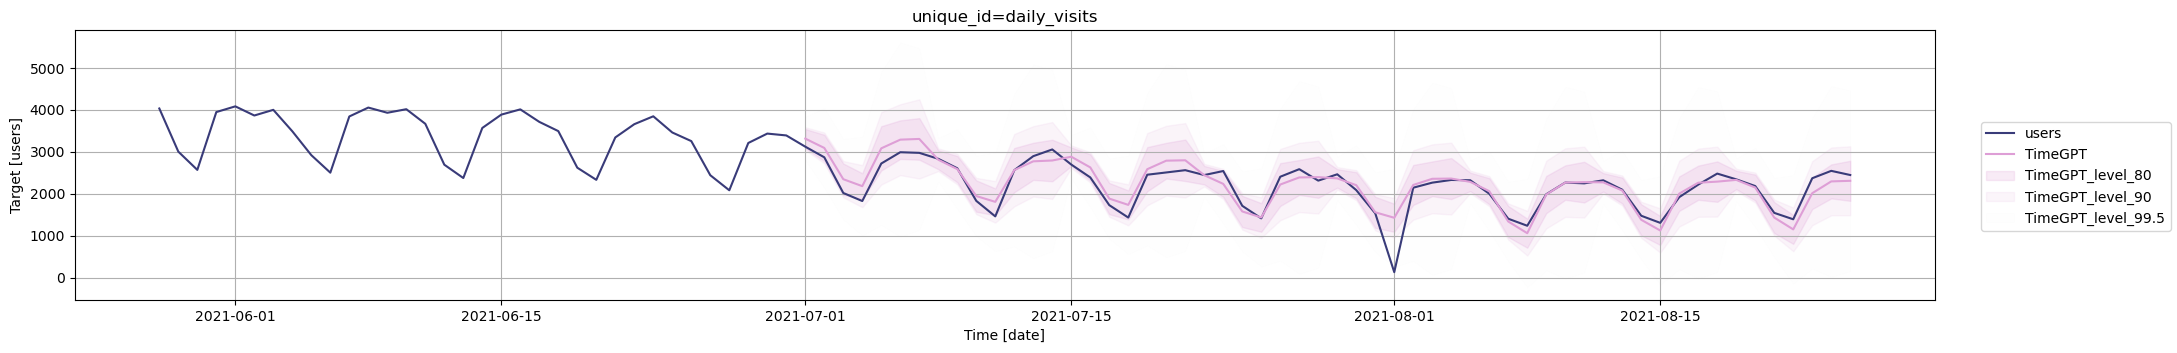 unique_id=daily_visits
Target [users]
5000
4000
3000
2000
1000
0
2021-06-01
2021-06-15
2021-07-01
2021-07-15
2021-08-01
2021-08-15
Time [date]
users
TimeGPT
TimeGPT_level_80
TimeGPT_level_90
TimeGPT_level_99.5